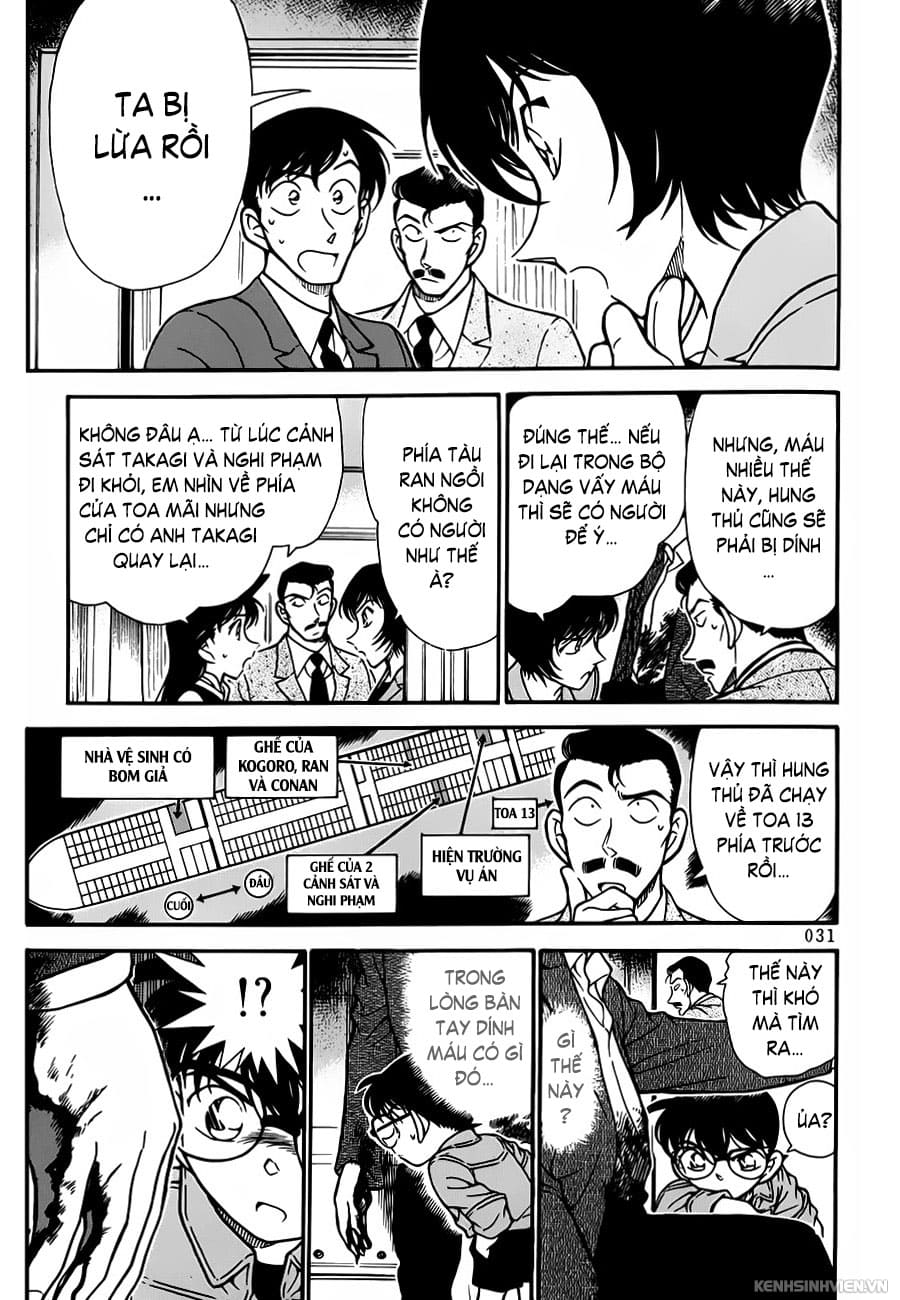 TA BỊ
LỪA RỒI
...
NHƯNG, MÁU
NHIỀU THẾ
NÀY, HUNG
THỦ CŨNG SẼ
PHẢI BỊ DÍNH
...
ĐÚNG THẾ... NẾU
ĐI LẠI TRONG BỘ
DẠNG VẤY MÁU
THÌ SẼ CÓ NGƯỜI
ĐỂ Ý...
PHÍA TÀU
RAN NGỒI
KHÔNG
CÓ NGƯỜI
NHƯ THẾ
À?
KHÔNG ĐÂU Ạ... TỪ LÚC CẢNH
SÁT TAKAGI VÀ NGHI PHẠM
ĐI KHỎI, EM NHÌN VỀ PHÍA
CỬA TOA MÃI NHƯNG
CHỈ CÓ ANH TAKAGI
QUAY LẠI...
VẬY THÌ HUNG
THỦ ĐÃ CHẠY
VỀ TOA 13
PHÍA TRƯỚC
RỒI...
TOA 13
HIỆN TRƯỜNG
VỤ ÁN
GHẾ CỦA
KOGORO, RAN
VÀ CONAN
GHẾ CỦA 2
CẢNH SÁT VÀ
NGHI PHẠM
NHÀ VỆ SINH CÓ
BOM GIẢ
ĐẦU
CUỐI
031
THẾ NÀY
THÌ KHÓ
MÀ TÌM
RA...
ỦA?
GÌ
THẾ
NÀY
?
TRONG
LÒNG BÀN
TAY DÍNH
MÁU CÓ GÌ
ĐÓ...
!?
KENHSINHVIEN.VN